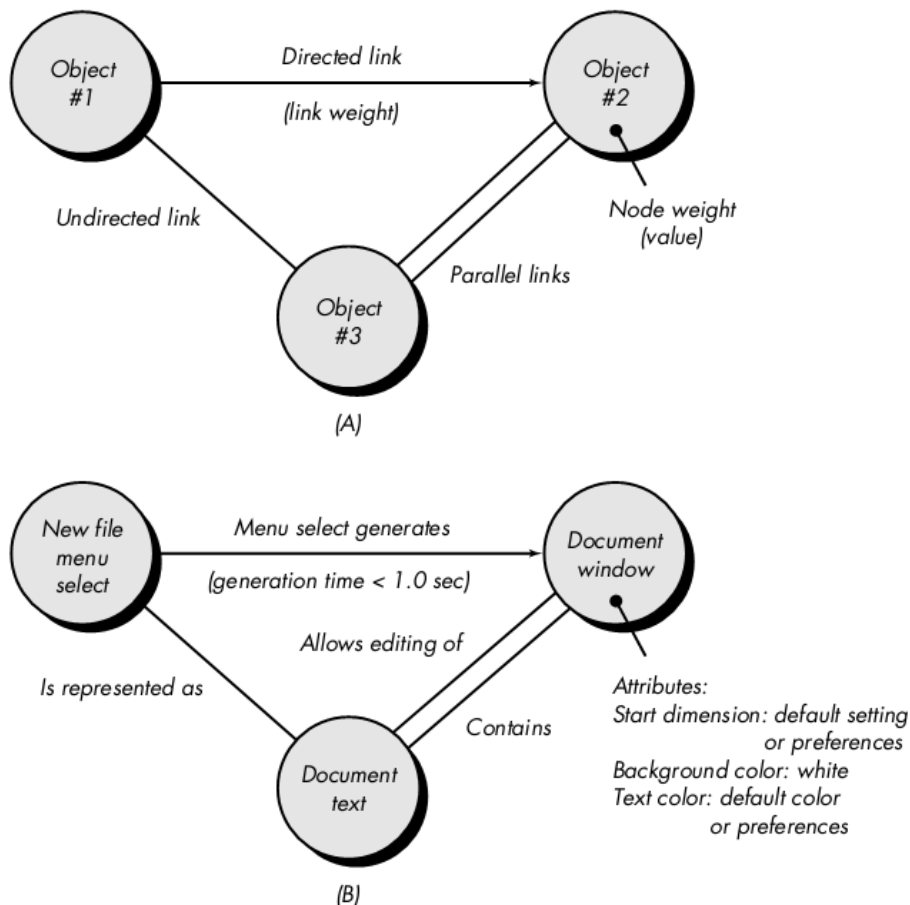 Object
#1
Directed link
(link weight)
Object
#2
Undirected link
Node weight
(value)
Parallel links
Object
#3
(A)
New file
menu
select
Menu select generates
(generation time < 1.0 sec)
Document
window
Allows editing of
Is represented as
Contains
Attributes:
Start dimension: default setting
or preferences
Background color: white
Text color: default color
or preferences
Document
text
(B)